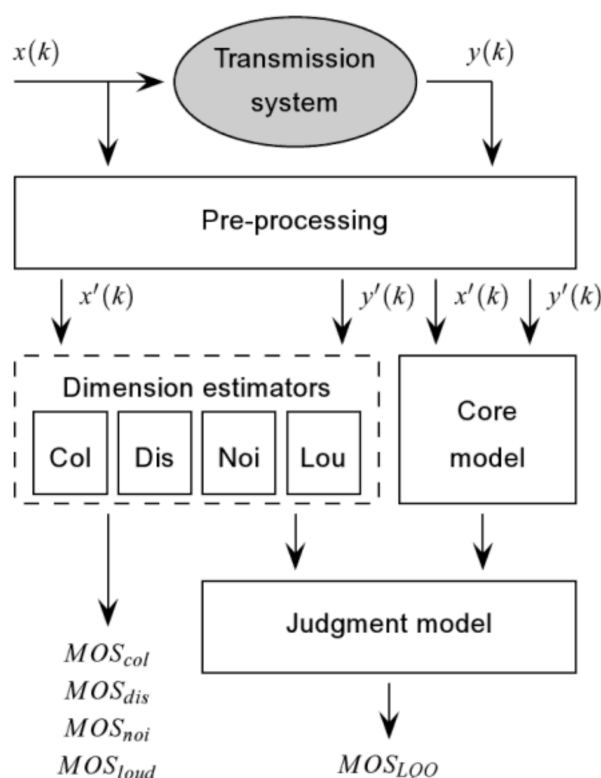 x(k)
Transmission
system
y(k)
Pre-processing
x′(k)
y′(k)
x′(k)
y′(k)
Dimension estimators
Col
Dis
Noi
Lou
Core
model
Judgment model
MOS_col
MOS_dis
MOS_noi
MOS_loud
MOS_LQO